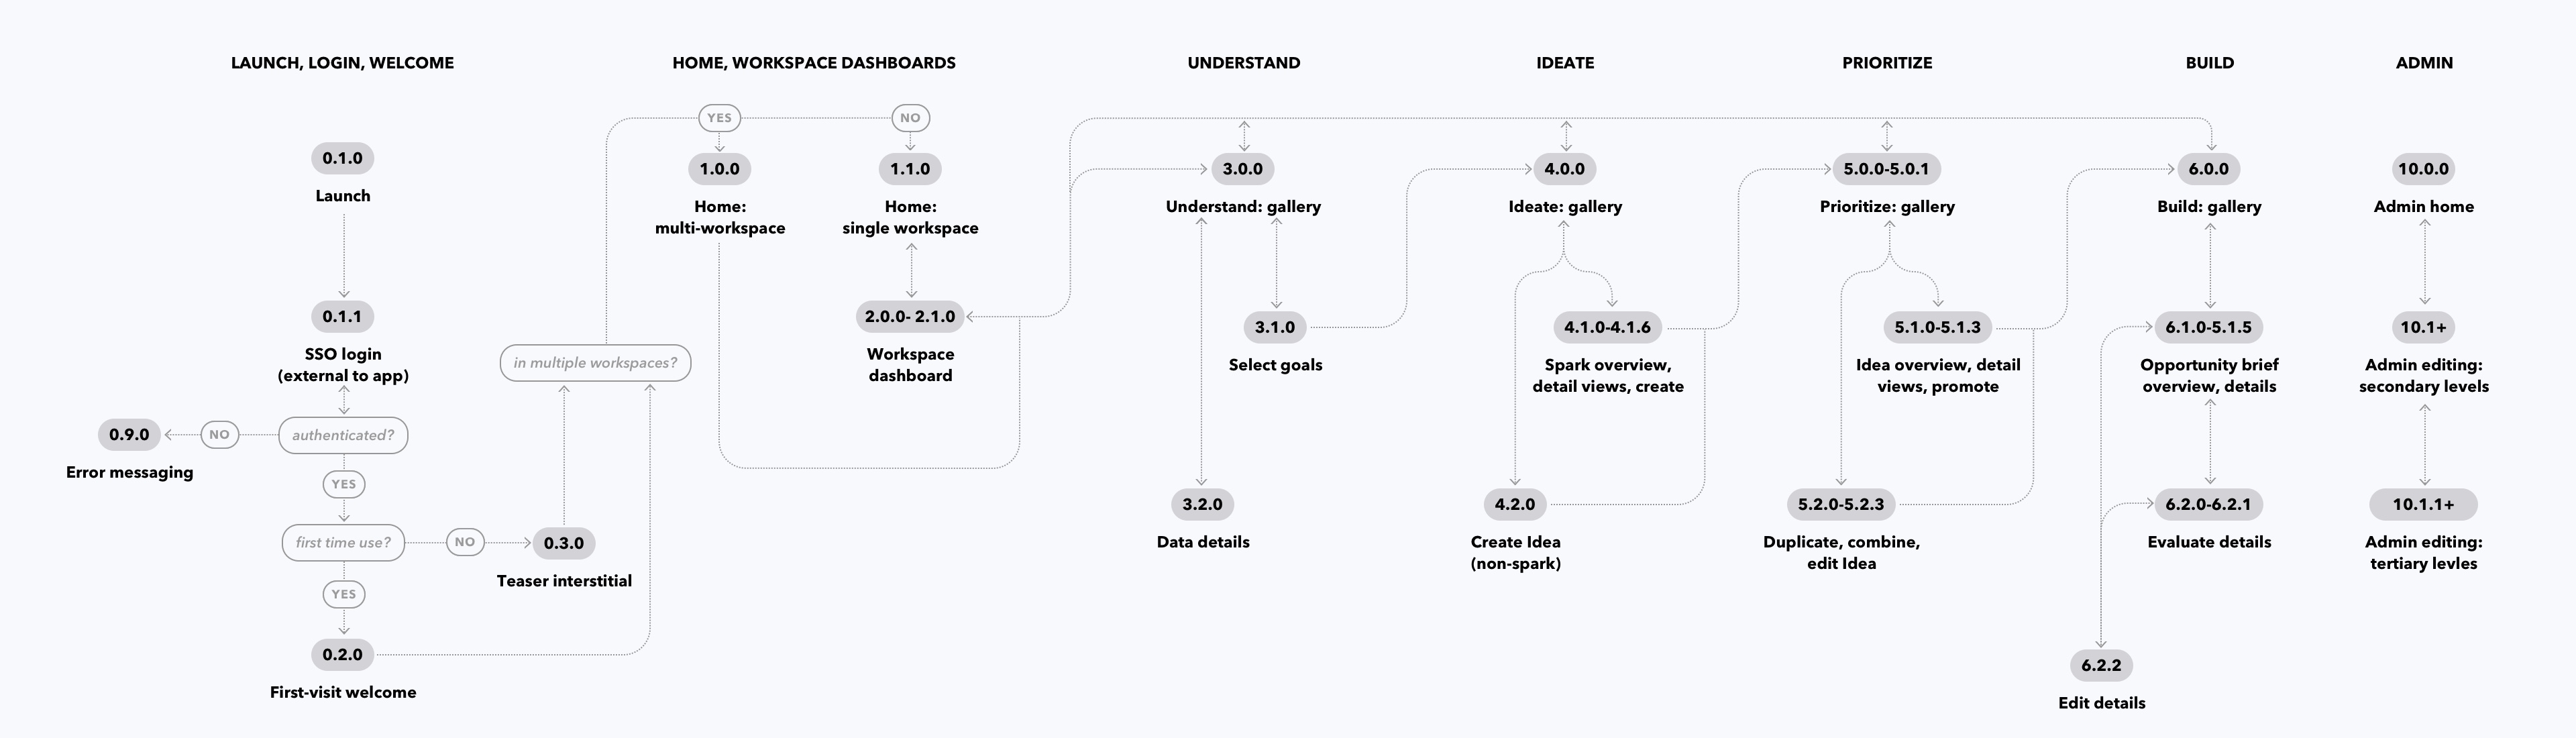 LAUNCH, LOGIN, WELCOME
0.1.0
Launch
0.1.1
SSO login
(external to app)
authenticated?
NO
0.9.0
Error messaging
YES
first time use?
NO
0.3.0
Teaser interstitial
YES
0.2.0
First-visit welcome
in multiple workspaces?
HOME, WORKSPACE DASHBOARDS
YES
1.0.0
Home:
multi-workspace
NO
1.1.0
Home:
single workspace
2.0.0- 2.1.0
Workspace
dashboard
UNDERSTAND
3.0.0
Understand: gallery
3.1.0
Select goals
3.2.0
Data details
IDEATE
4.0.0
Ideate: gallery
4.1.0-4.1.6
Spark overview,
detail views, create
4.2.0
Create Idea
(non-spark)
PRIORITIZE
5.0.0-5.0.1
Prioritize: gallery
5.1.0-5.1.3
Idea overview, detail
views, promote
5.2.0-5.2.3
Duplicate, combine,
edit Idea
BUILD
6.0.0
Build: gallery
6.1.0-5.1.5
Opportunity brief
overview, details
6.2.0-6.2.1
Evaluate details
6.2.2
Edit details
ADMIN
10.0.0
Admin home
10.1+
Admin editing:
secondary levels
10.1.1+
Admin editing:
tertiary levles